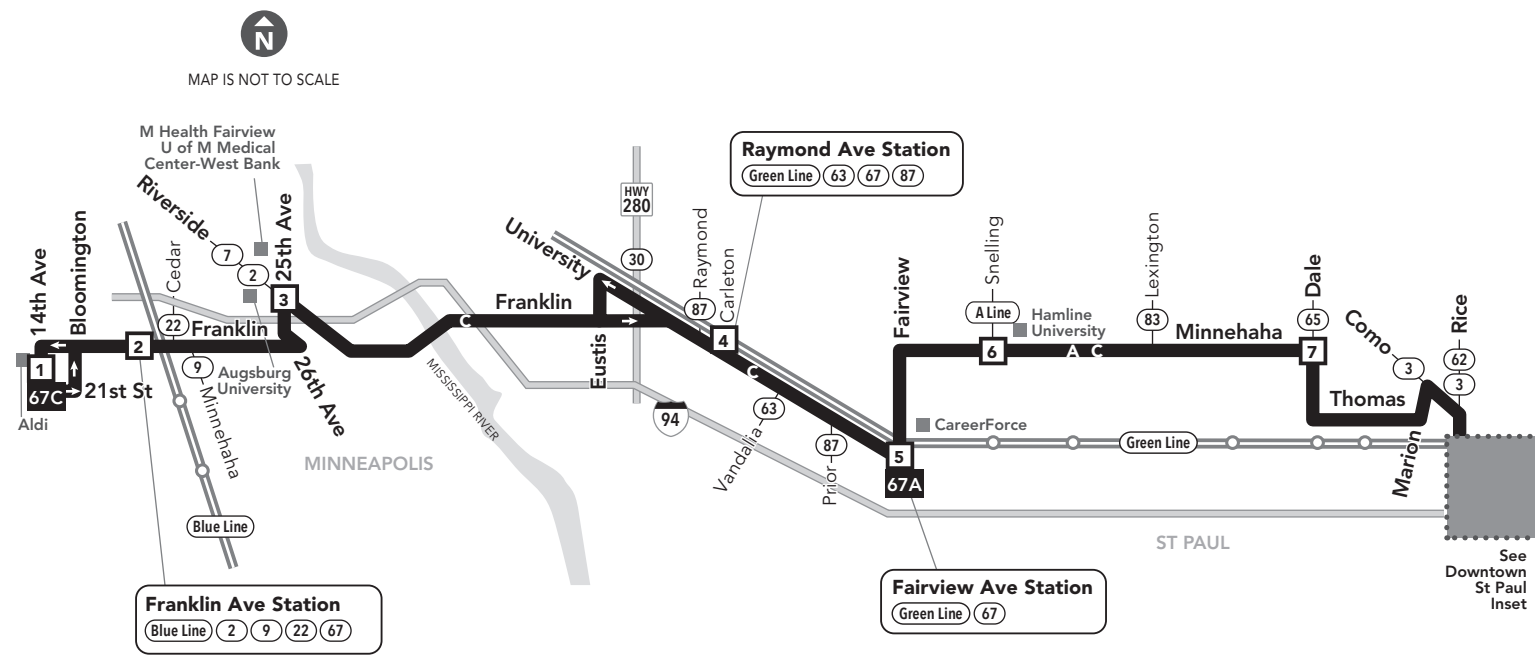 N
MAP IS NOT TO SCALE
M Health Fairview
U of M Medical
Center-West Bank
Riverside
7
2
25th Ave
14th Ave
Bloomington
Cedar
22
Franklin
9
Minnehaha
1
67C
21st St
Aldi
2
3
Augsburg
University
26th Ave
MINNEAPOLIS
Blue Line
Franklin Ave Station
Blue Line 2 9 22 67
MISSISSIPPI RIVER
C
Franklin
University
Eustis
HWY
280
30
94
Raymond
87
Carleton
4
Raymond Ave Station
Green Line 63 67 87
C
63
Vandalia
87
Prior
5
67A
Fairview
CareerForce
Fairview Ave Station
Green Line 67
Snelling
A Line
6
Hamline
University
A C
Lexington
83
Minnehaha
Dale
65
7
Green Line
Thomas
Como
3
Marion
Rice
62
3
ST PAUL
See
Downtown
St Paul
Inset